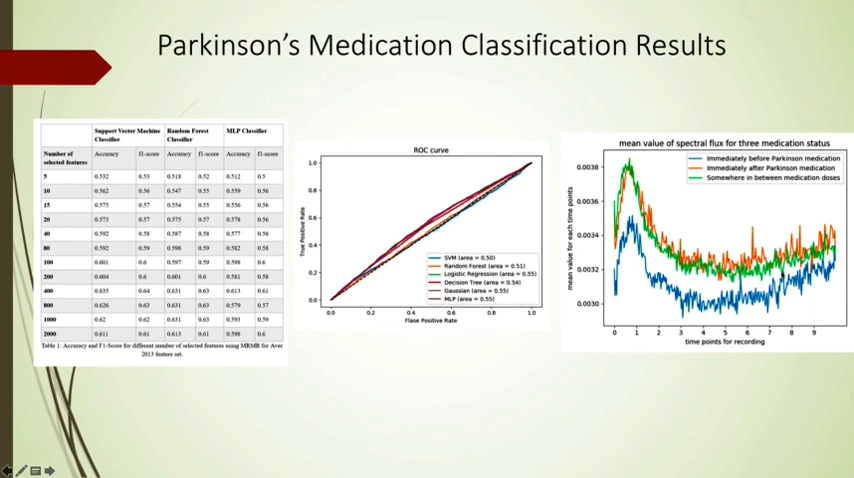 Parkinson's Medication Classification Results
Support Vector Machine Classifier Random Forest Classifier MLP Classifier
Number of selected features Accuracy f1-score Accuracy f1-score Accuracy f1-score
5 0.532 0.53 0.518 0.52 0.512 0.5
10 0.562 0.56 0.547 0.55 0.559 0.56
15 0.575 0.57 0.554 0.55 0.556 0.56
20 0.573 0.57 0.575 0.57 0.578 0.56
40 0.592 0.58 0.587 0.58 0.577 0.56
80 0.592 0.59 0.598 0.59 0.582 0.58
100 0.601 0.6 0.597 0.59 0.598 0.6
200 0.604 0.6 0.601 0.6 0.581 0.58
400 0.635 0.64 0.631 0.63 0.613 0.61
800 0.626 0.63 0.631 0.63 0.579 0.57
1000 0.62 0.62 0.631 0.63 0.593 0.59
2000 0.611 0.61 0.613 0.61 0.598 0.6
Table 1: Accuracy and F1-Score for different number of selected features using MRMR for Avec
2013 feature set.
ROC curve
True Positive Rate
1.0
0.8
0.6
0.4
0.2
0.0
SVM (area = 0.50)
Random Forest (area = 0.51)
Logistic Regression (area = 0.55)
Decision Tree (area = 0.54)
Gaussian (area = 0.55)
MLP (area = 0.55)
0.0 0.2 0.4 0.6 0.8 1.0
Flase Positive Rate
mean value of spectral flux for three medication status
mean value for each time points
0.0038
0.0036
0.0034
0.0032
0.0030
Immediately before Parkinson medication
Immediately after Parkinson medication
Somewhere in between medication doses
0 1 2 3 4 5 6 7 8 9
time points for recording